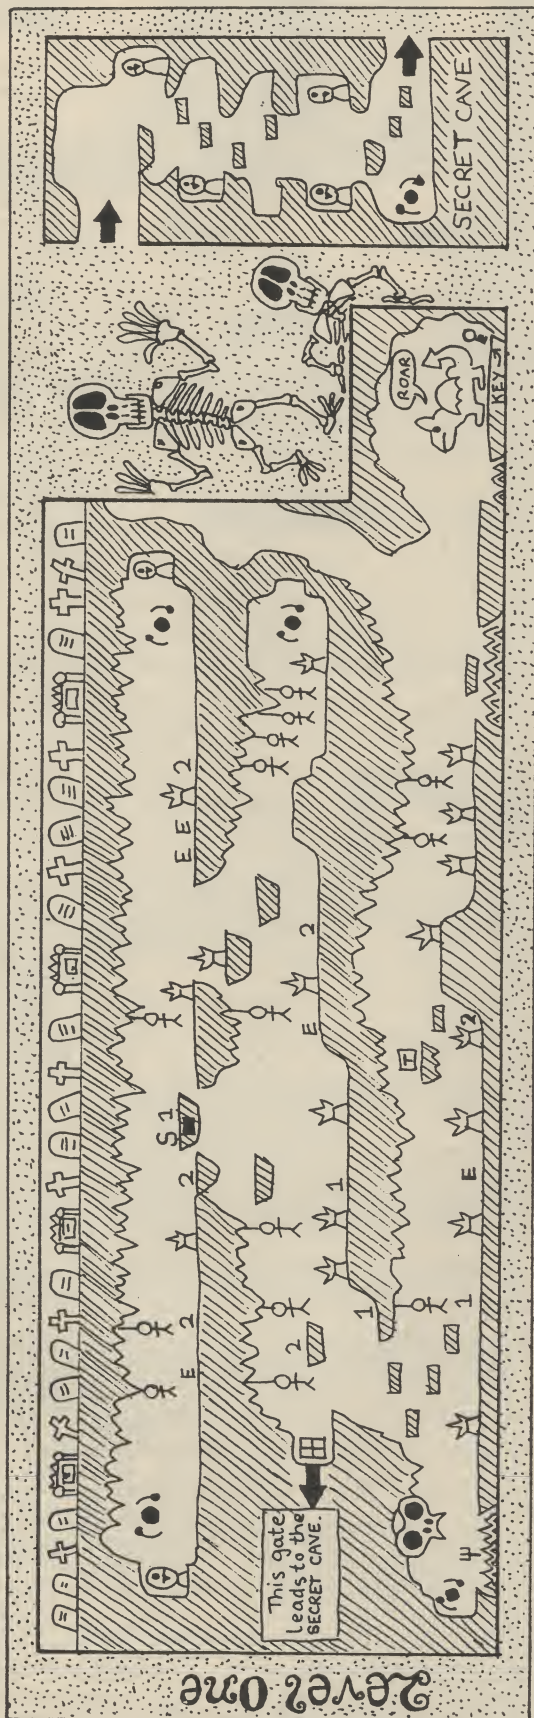 Level One
E 2 2 S 1 E E 2
This gate
leads to the
SECRET CAVE.
2 1 E 2
1
1 E T 2
ROAR
KEY
SECRET CAVE